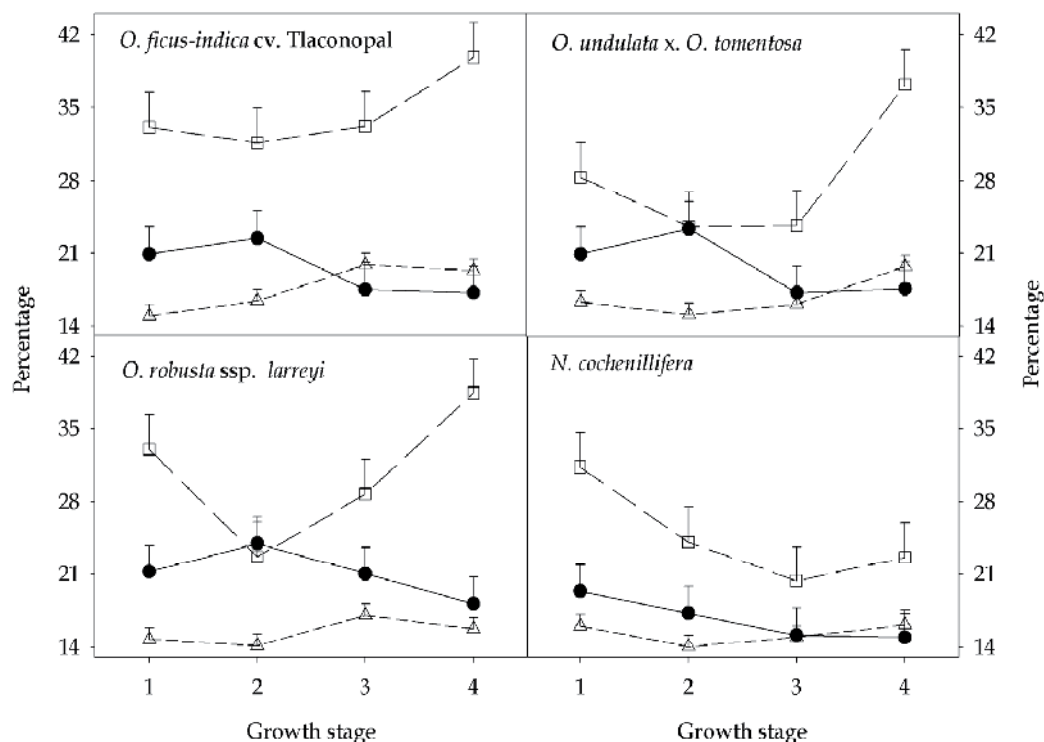 O. ficus-indica cv. Tlaconopal
O. undulata x. O. tomentosa
42
35
28
21
14
42
35
28
21
14
O. robusta ssp. larreyi
N. cochenillifera
42
35
28
21
14
42
35
28
21
14
Percentage
Percentage
1 2 3 4
1 2 3 4
Growth stage
Growth stage